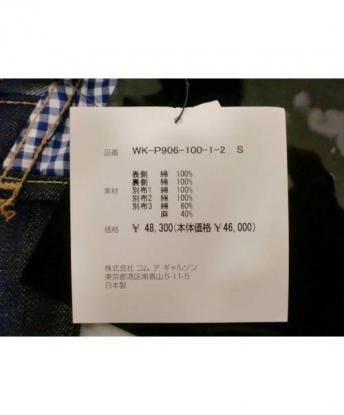 品番 WK-P906-100-1-2 S
表側 綿 100%
裏側 綿 100%
素材 別布1 綿 100%
別布2 綿 100%
別布3 綿 60%
麻 40%
価格 ¥ 48,300(本体価格 ¥ 46,000)
株式会社 コム デ ギャルソン
東京都港区南青山5-11-5
日本製